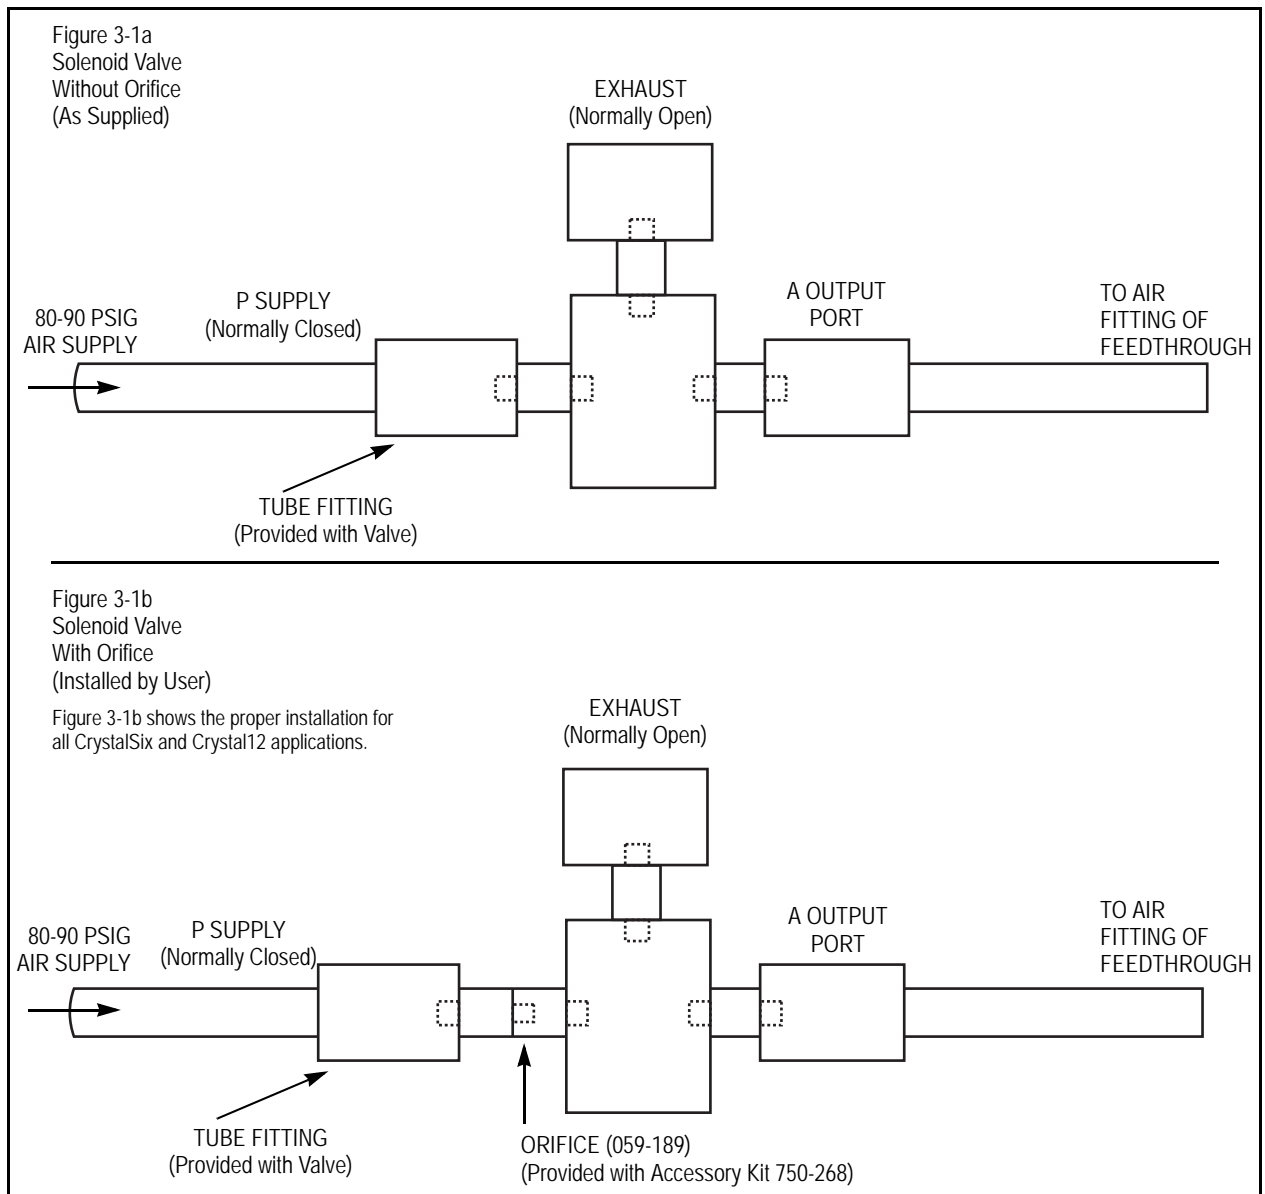 Figure 3-1a
Solenoid Valve
Without Orifice
(As Supplied)
EXHAUST
(Normally Open)
80-90 PSIG
AIR SUPPLY
P SUPPLY
(Normally Closed)
A OUTPUT
PORT
TO AIR
FITTING OF
FEEDTHROUGH
TUBE FITTING
(Provided with Valve)
Figure 3-1b
Solenoid Valve
With Orifice
(Installed by User)
Figure 3-1b shows the proper installation for
all CrystalSix and Crystal12 applications.
EXHAUST
(Normally Open)
80-90 PSIG
AIR SUPPLY
P SUPPLY
(Normally Closed)
A OUTPUT
PORT
TO AIR
FITTING OF
FEEDTHROUGH
TUBE FITTING
(Provided with Valve)
ORIFICE (059-189)
(Provided with Accessory Kit 750-268)